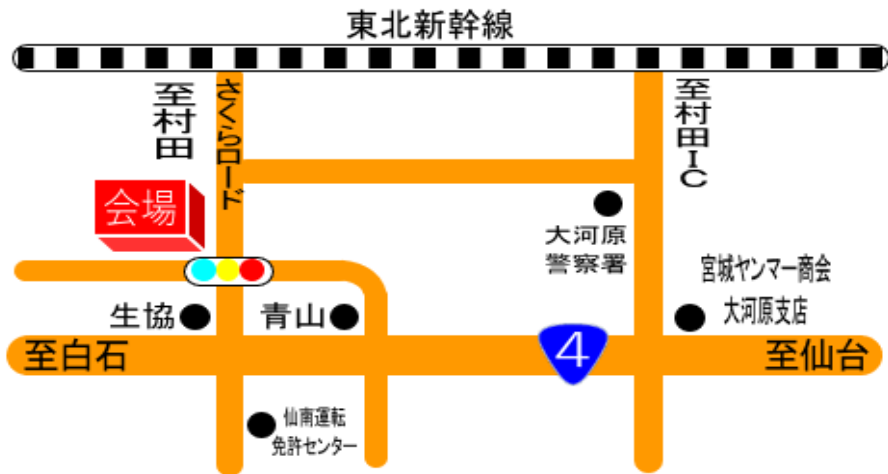 東北新幹線
至村田
さくらロード
至村田IC
会場
大河原
警察署
宮城ヤンマー商会
大河原支店
生協
青山
4
至白石
至仙台
仙南運転
免許センター